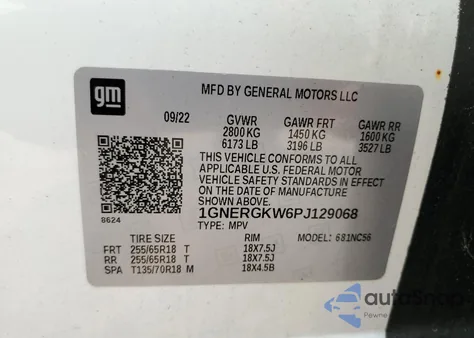 gm
MFD BY GENERAL MOTORS LLC
09/22 GVWR GAWR FRT GAWR RR
2800 KG 1450 KG 1600 KG
6173 LB 3196 LB 3527 LB
THIS VEHICLE CONFORMS TO ALL
APPLICABLE U.S. FEDERAL MOTOR
VEHICLE SAFETY STANDARDS IN EFFECT
ON THE DATE OF MANUFACTURE SHOWN ABOVE.
8624
1GNERGKW6PJ129068
TYPE: MPV
TIRE SIZE RIM MODEL: 681NC56
FRT 255/65R18 T 18X7.5J
RR 255/65R18 T 18X7.5J
SPA T135/70R18 M 18X4.5B
autoSnap